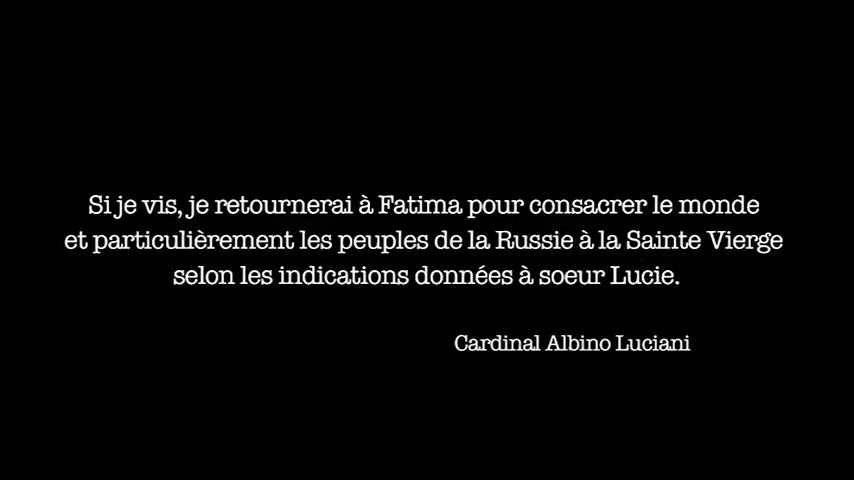 Si je vis, je retournerai à Fatima pour consacrer le monde
et particulièrement les peuples de la Russie à la Sainte Vierge
selon les indications données à soeur Lucie.
Cardinal Albino Luciani